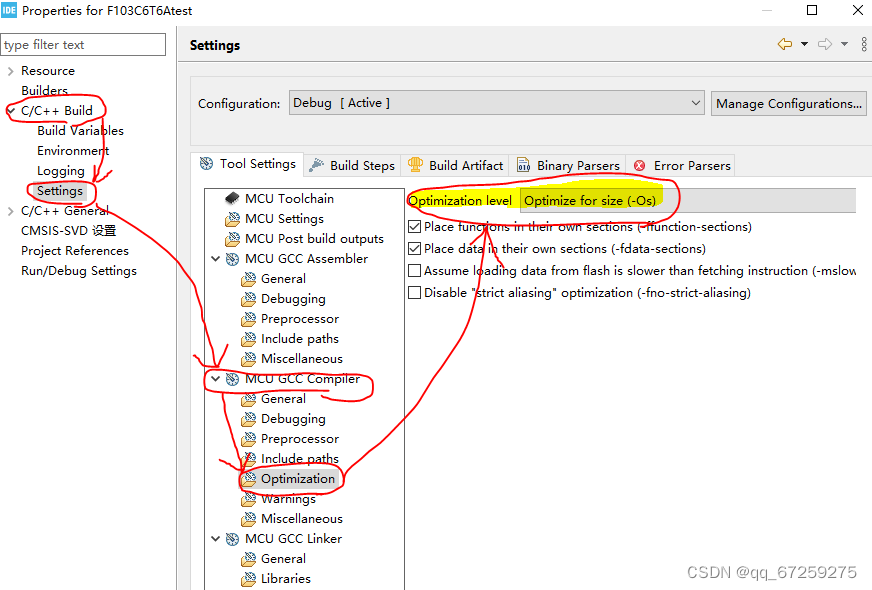 IDE Properties for F103C6T6Atest
type filter text
Resource
Builders
C/C++ Build
Build Variables
Environment
Logging
Settings
C/C++ General
CMSIS-SVD 设置
Project References
Run/Debug Settings
Settings
Configuration: Debug [ Active ] Manage Configurations...
Tool Settings Build Steps Build Artifact Binary Parsers Error Parsers
MCU Toolchain
MCU Settings
MCU Post build outputs
MCU GCC Assembler
General
Debugging
Preprocessor
Include paths
Miscellaneous
MCU GCC Compiler
General
Debugging
Preprocessor
Include paths
Optimization
Warnings
Miscellaneous
MCU GCC Linker
General
Libraries
Optimization level Optimize for size (-Os)
Place functions in their own sections (-ffunction-sections)
Place data in their own sections (-fdata-sections)
Assume loading data from flash is slower than fetching instruction (-mslow
Disable "strict aliasing" optimization (-fno-strict-aliasing)
CSDN @qq_67259275